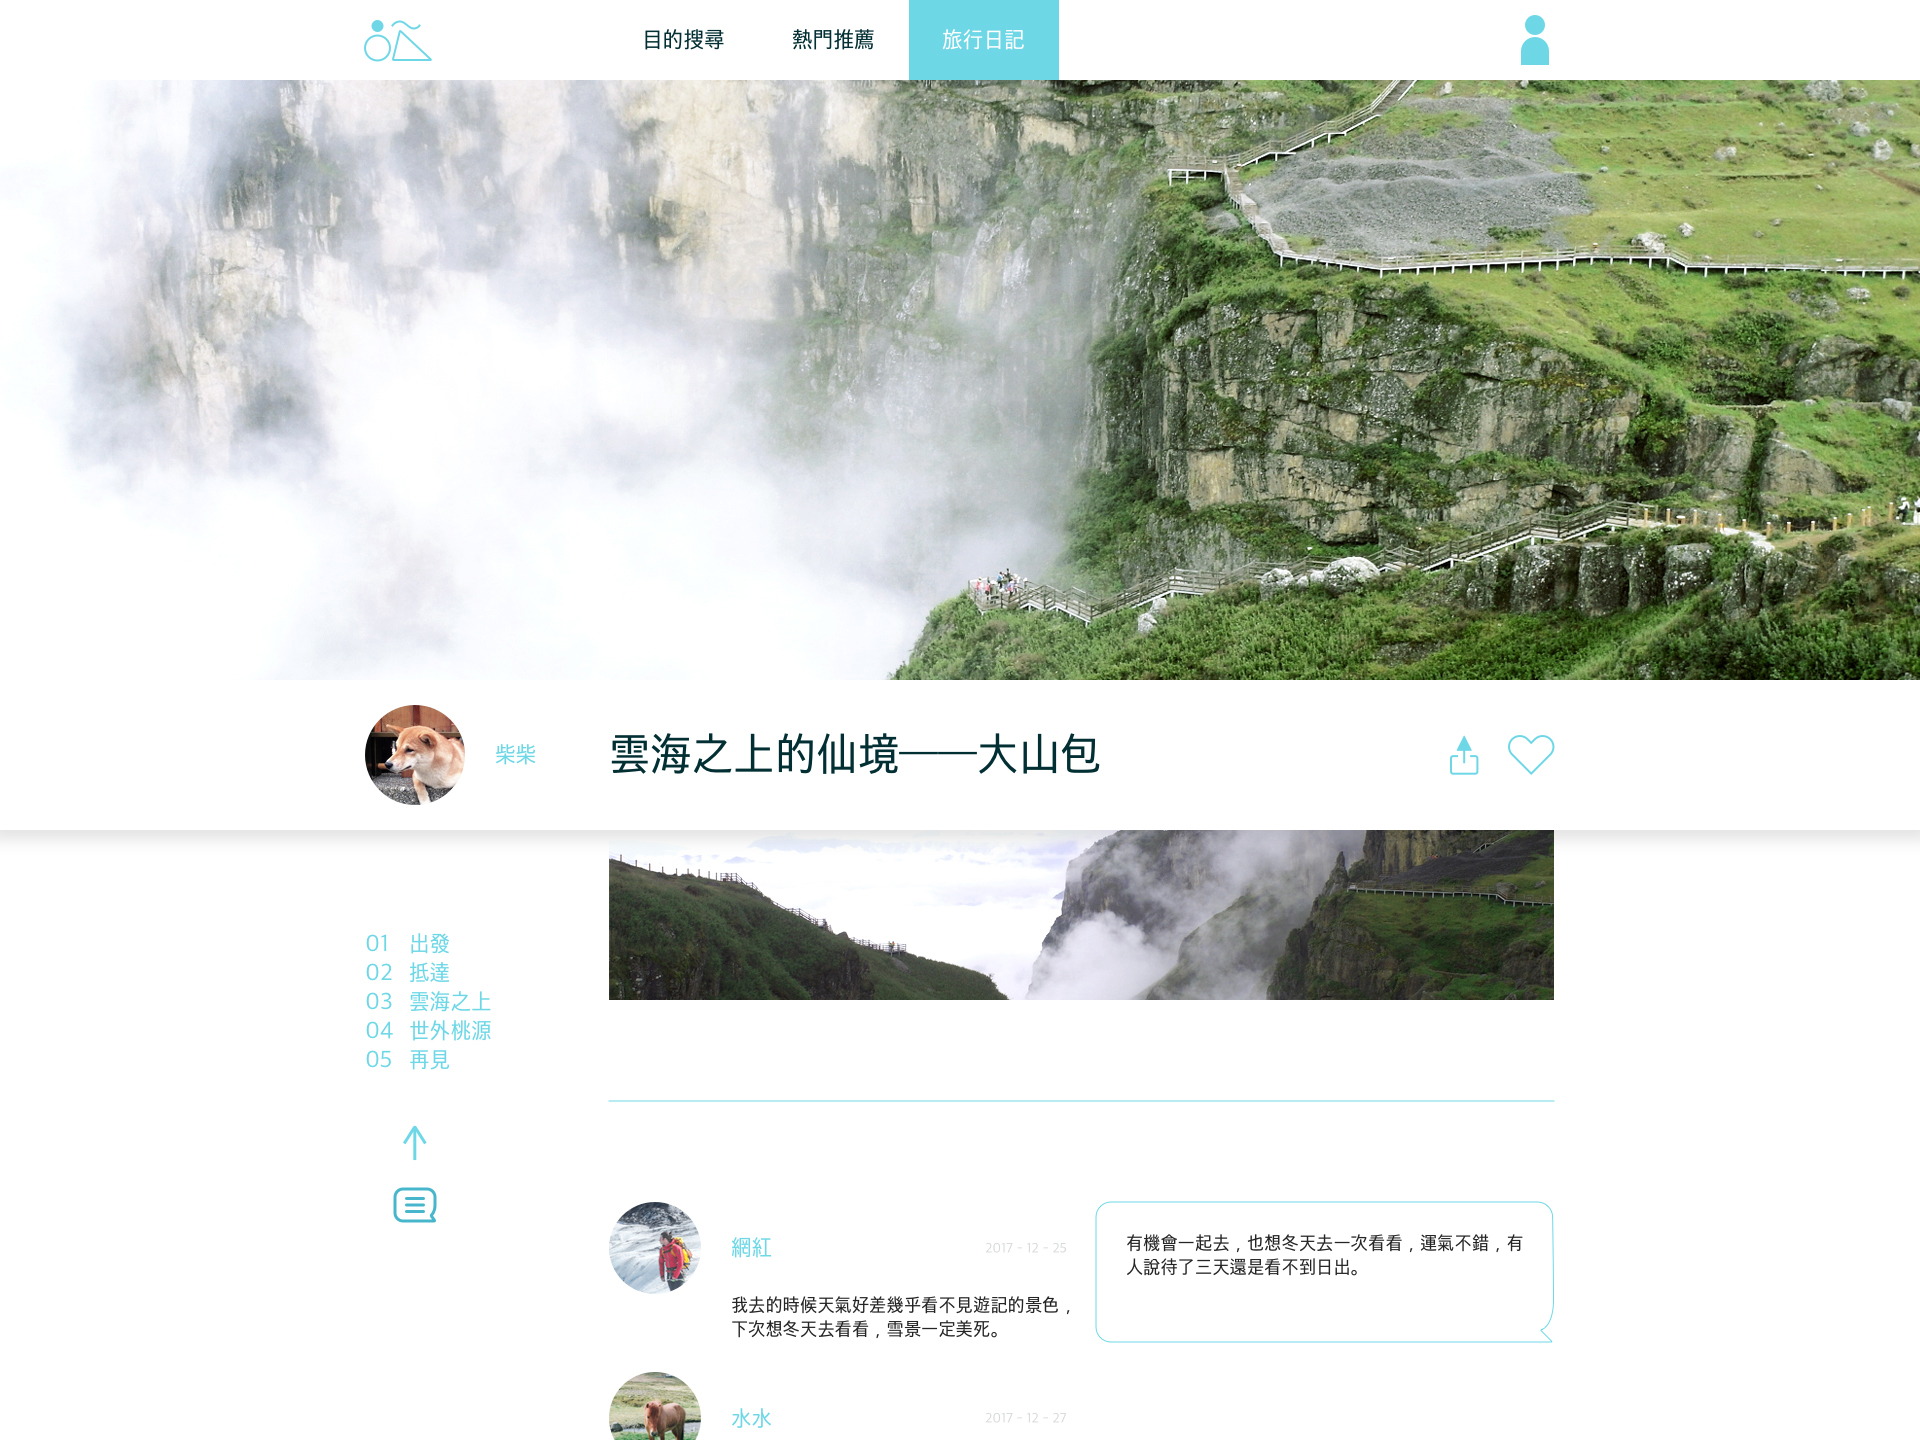 目的搜尋
熱門推薦
旅行日記
柴柴
雲海之上的仙境——大山包
01 出發
02 抵達
03 雲海之上
04 世外桃源
05 再見
網紅
2017 - 12 - 25
我去的時候天氣好差幾乎看不見遊記的景色，
下次想冬天去看看，雪景一定美死。
有機會一起去，也想冬天去一次看看，運氣不錯，有
人說待了三天還是看不到日出。
水水
2017 - 12 - 27